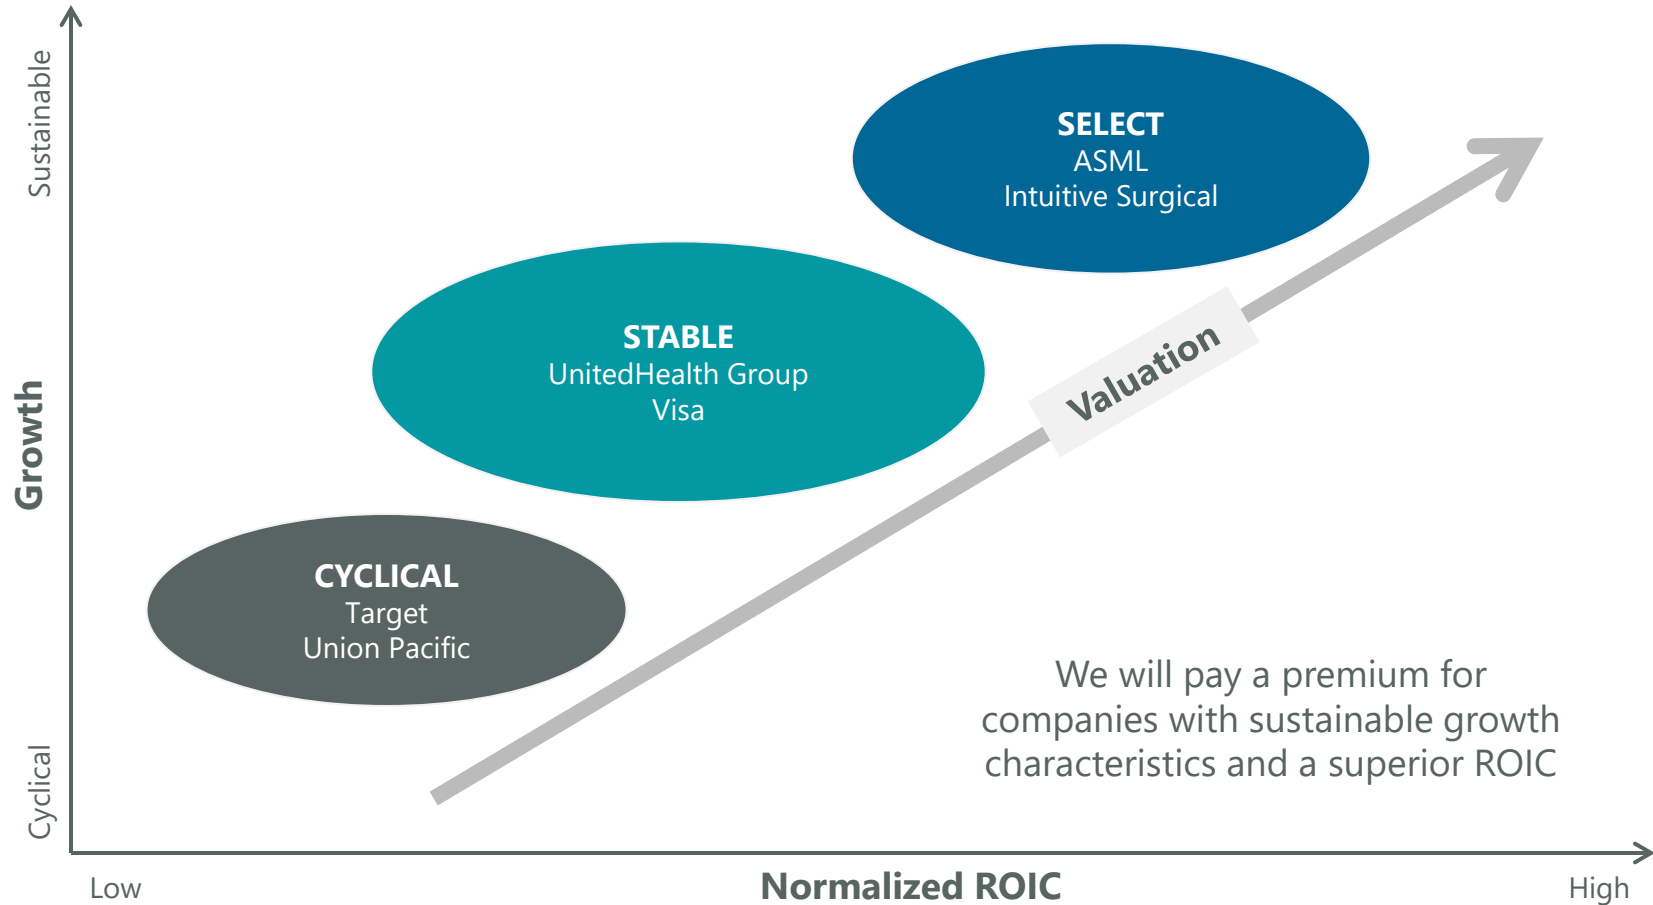 Sustainable
Growth
Cyclical
SELECT
ASML
Intuitive Surgical
STABLE
UnitedHealth Group
Visa
Valuation
CYCLICAL
Target
Union Pacific
We will pay a premium for
companies with sustainable growth
characteristics and a superior ROIC
Low
Normalized ROIC
High